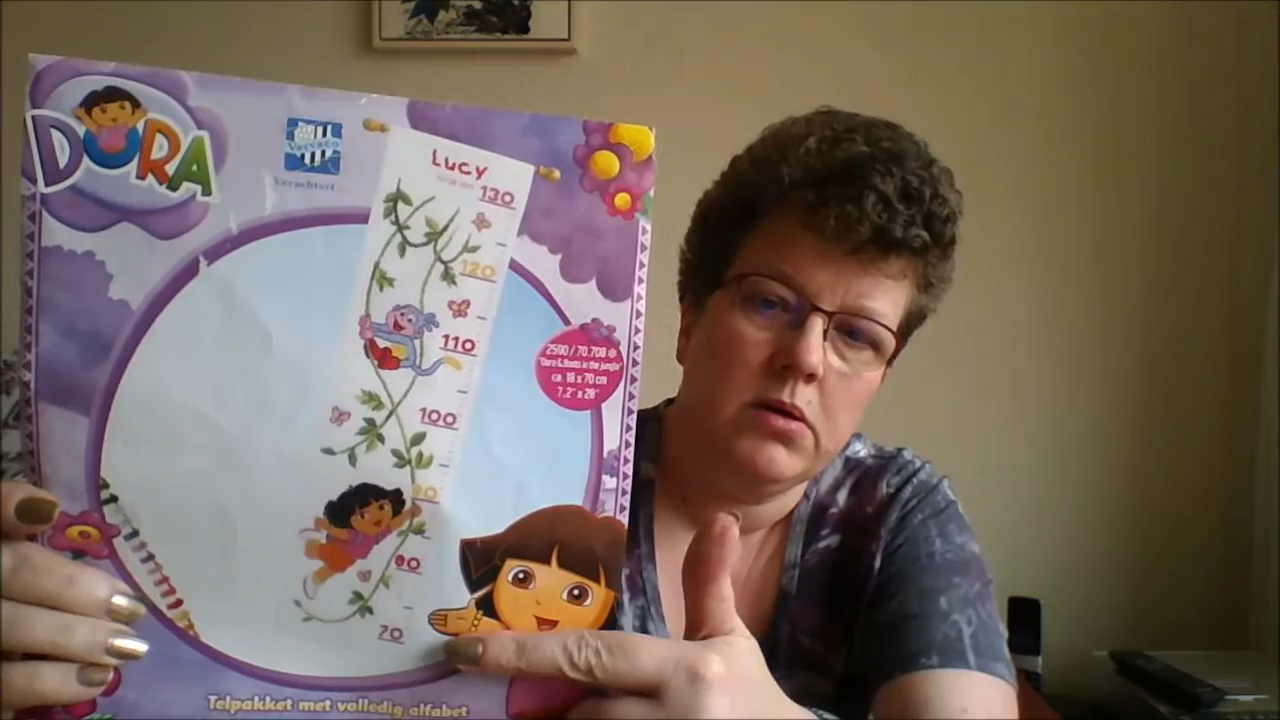 DORA
Vervaco
Verachtert
Lucy
130
120
110
100
90
80
70
2500 / 70.708
"Dora & Boots in the jungle"
ca. 18 x 70 cm
7.2" x 28"
Telpakket met volledig alfabet